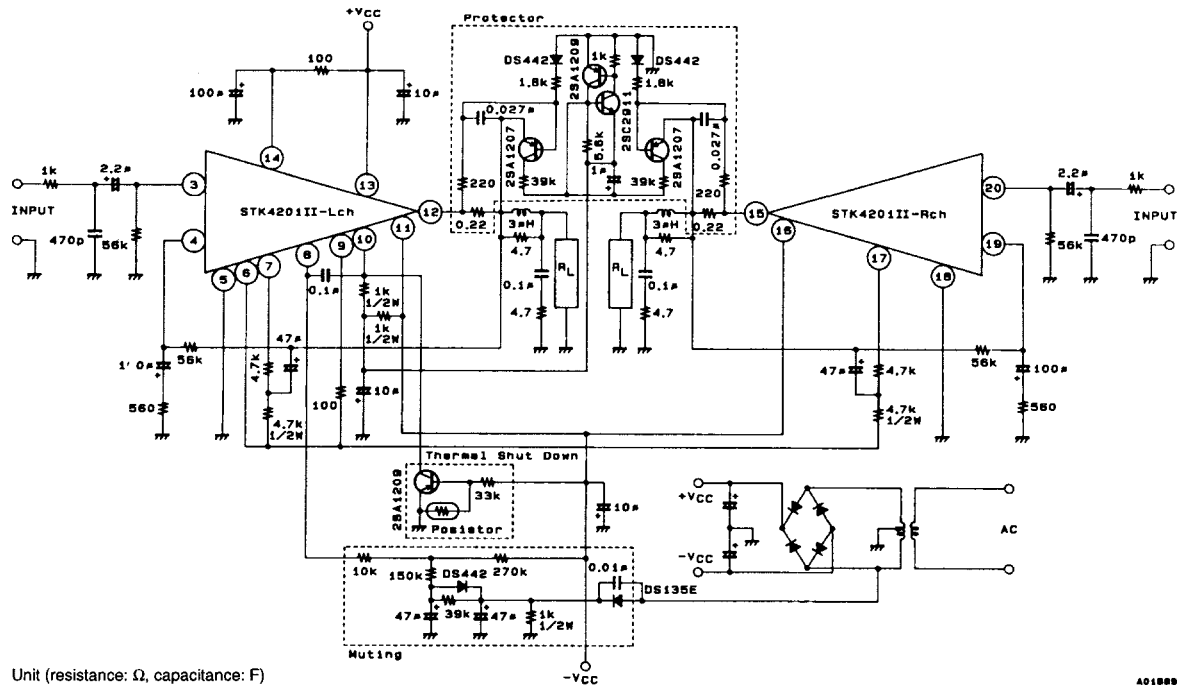 Protector
+VCC
100
100µ
10µ
DS442
1.8k
2SA1209
1k
DS442
1.8k
2SC2911
0.027µ
0.027µ
2SA1207
2SA1207
5.6k
1µ
39k
39k
220
220
0.22
0.22
3µH
3µH
4.7
4.7
RL
RL
0.1µ
0.1µ
4.7
4.7
1k
2.2µ
INPUT
470p
56k
3
4
5
6
7
8
9
10
11
12
13
14
STK4201II-Lch
15
16
17
18
19
20
STK4201II-Rch
2.2µ
1k
INPUT
56k
470p
0.1µ
1k
1/2W
1k
1/2W
56k
47µ
1'0µ
560
4.7k
4.7k
1/2W
100
10µ
47µ
4.7k
4.7k
1/2W
56k
100µ
560
Thermal Shut Down
2SA1209
33k
Posistor
10µ
+VCC
-VCC
AC
10k
270k
150k
DS442
39k
47µ
47µ
1k
1/2W
0.01µ
DS135E
Muting
-VCC
Unit (resistance: Ω, capacitance: F)
A01889